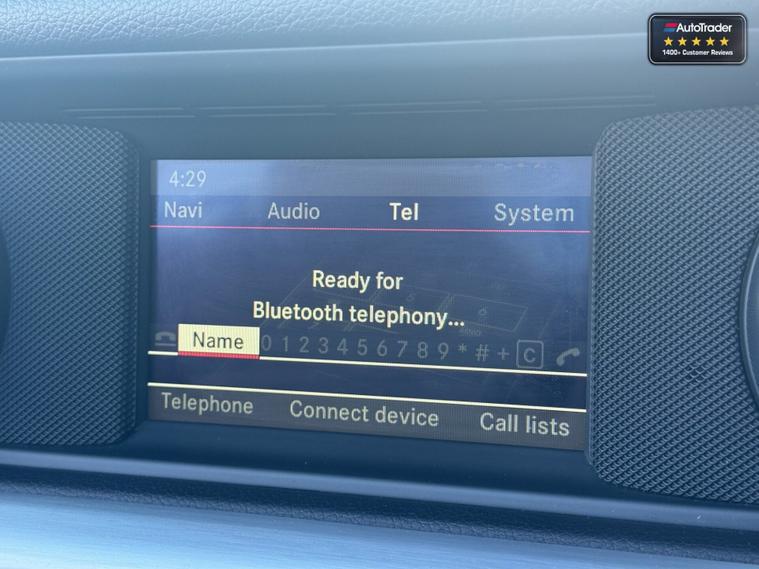 AutoTrader
1400+ Customer Reviews
4:29
Navi Audio Tel System
Ready for
Bluetooth telephony...
Name 0 1 2 3 4 5 6 7 8 9 * # + C
Telephone Connect device Call lists